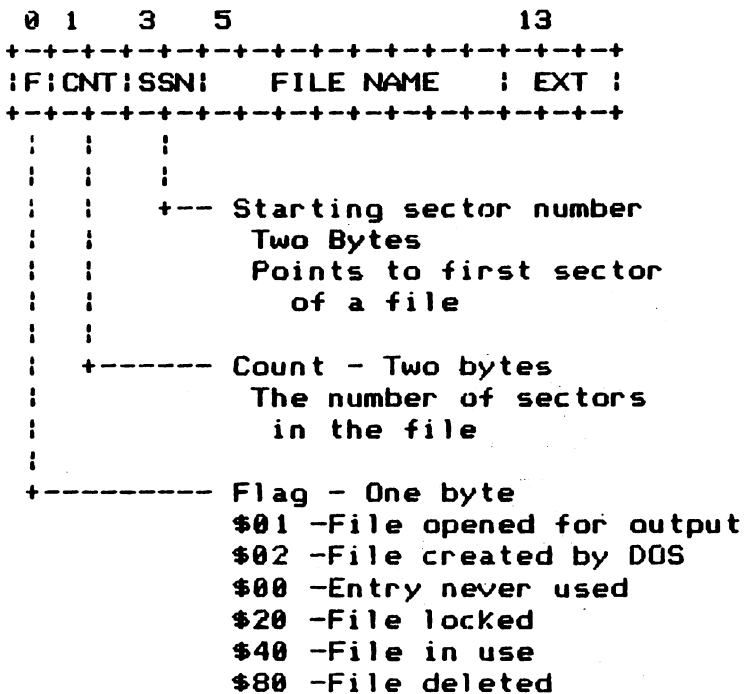 0 1 3 5 13
+-+-+-+-+-+-+-+-+-+-+-+-+-+-+-+-+
|F|CNT|SSN| FILE NAME | EXT |
+-+-+-+-+-+-+-+-+-+-+-+-+-+-+-+-+
+-- Starting sector number
Two Bytes
Points to first sector
of a file
+------ Count - Two bytes
The number of sectors
in the file
+---------- Flag - One byte
$01 -File opened for output
$02 -File created by DOS
$00 -Entry never used
$20 -File locked
$40 -File in use
$80 -File deleted